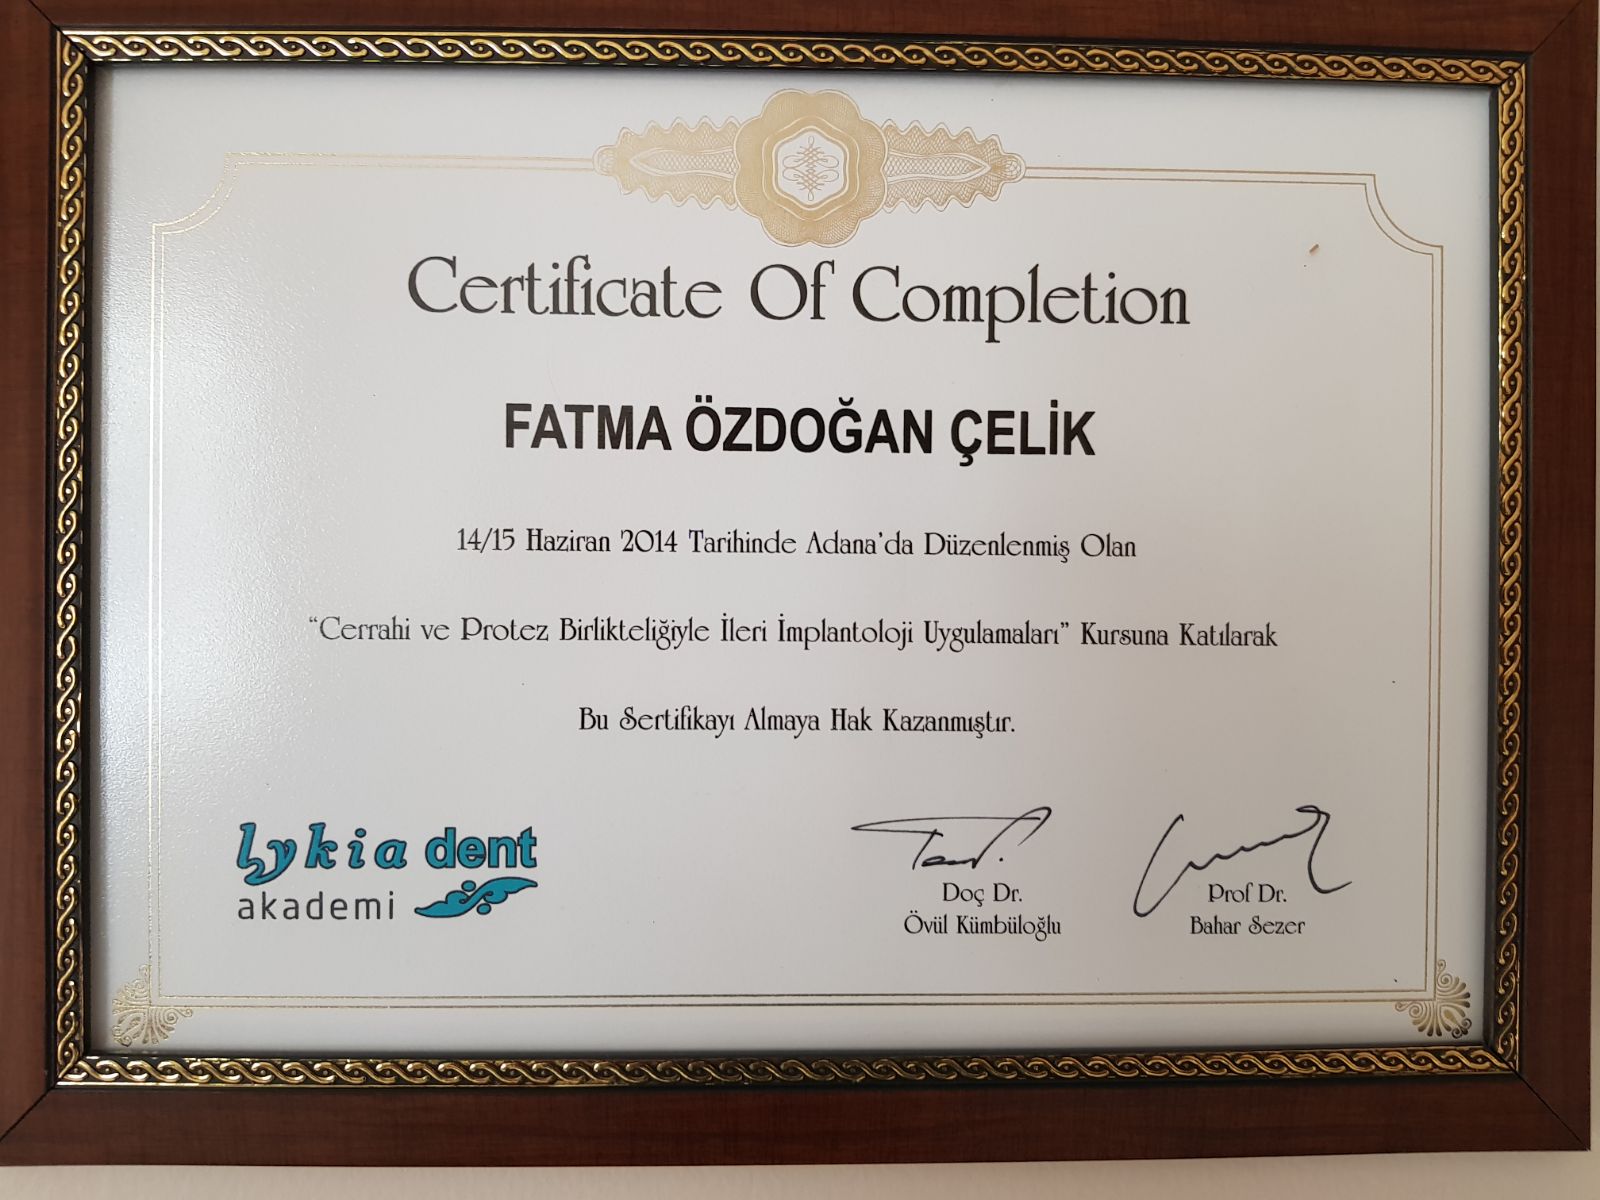 Certificate Of Completion
FATMA ÖZDOĞAN ÇELİK
14/15 Haziran 2014 Tarihinde Adana'da Düzenlenmiş Olan
“Cerrahi ve Protez Birlikteliğiyle İleri İmplantoloji Uygulamaları” Kursuna Katılarak
Bu Sertifikayı Almaya Hak Kazanmıştır.
lykia dent
akademi
Doç Dr.
Övül Kümbüloğlu
Prof Dr.
Bahar Sezer